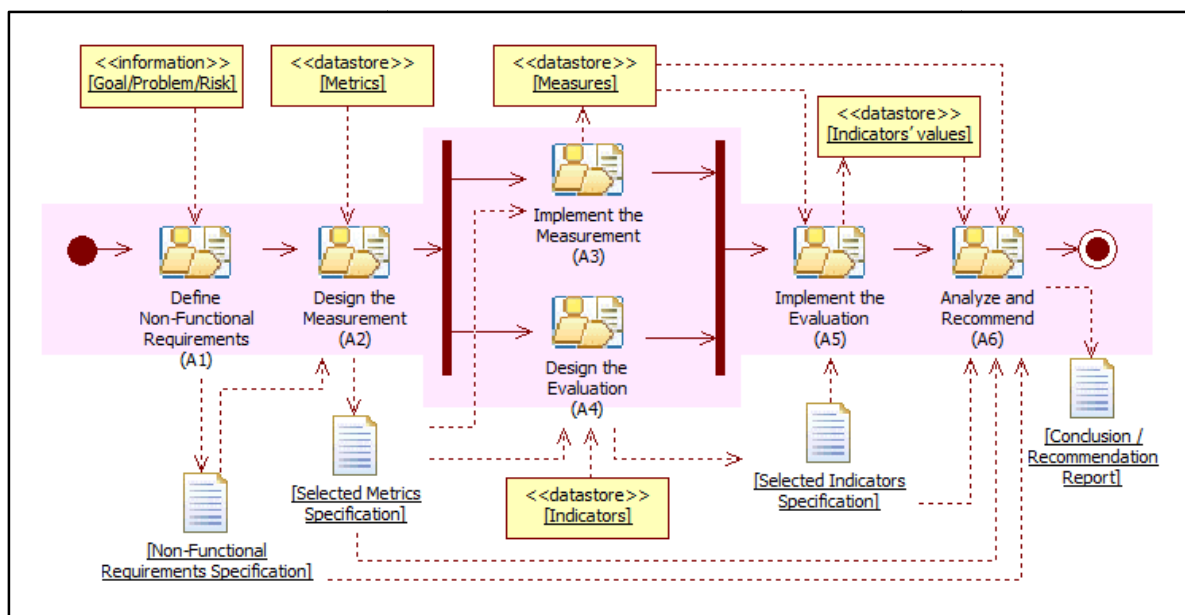 <<information>>
[Goal/Problem/Risk]
<<datastore>>
[Metrics]
<<datastore>>
[Measures]
<<datastore>>
[Indicators' values]
Implement the
Measurement
(A3)
Define
Non-Functional
Requirements
(A1)
Design the
Measurement
(A2)
Implement the
Evaluation
(A5)
Analyze and
Recommend
(A6)
Design the
Evaluation
(A4)
[Conclusion /
Recommendation
Report]
[Selected Metrics
Specification]
<<datastore>>
[Indicators]
[Selected Indicators
Specification]
[Non-Functional
Requirements Specification]